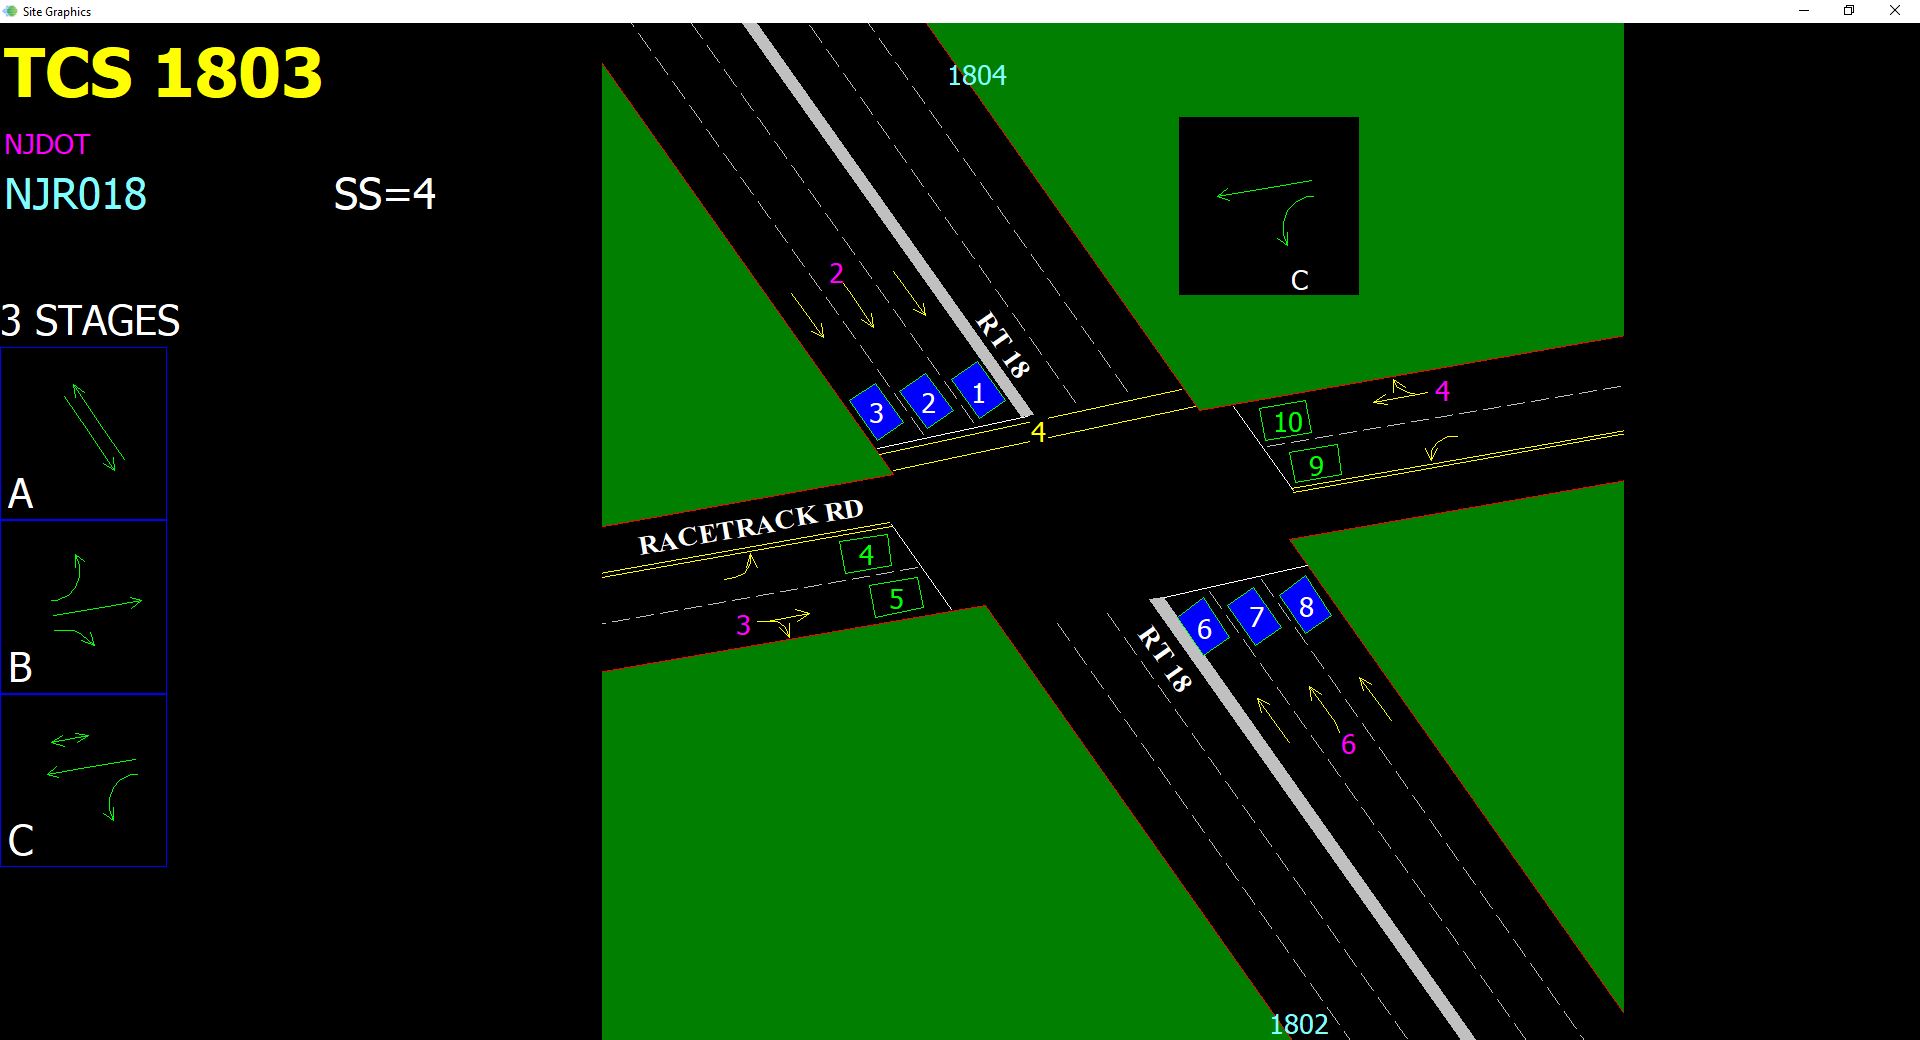 Site Graphics
TCS 1803
NJDOT
NJR018
SS=4
3 STAGES
A
B
C
1804
C
2
RT 18
3
2
1
4
4
10
9
RACETRACK RD
4
5
3
6
7
8
RT 18
6
1802